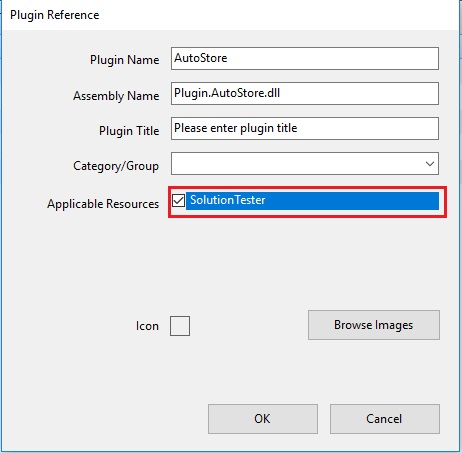 Plugin Reference
Plugin Name AutoStore
Assembly Name Plugin.AutoStore.dll
Plugin Title Please enter plugin title
Category/Group
Applicable Resources SolutionTester
Icon Browse Images
OK Cancel